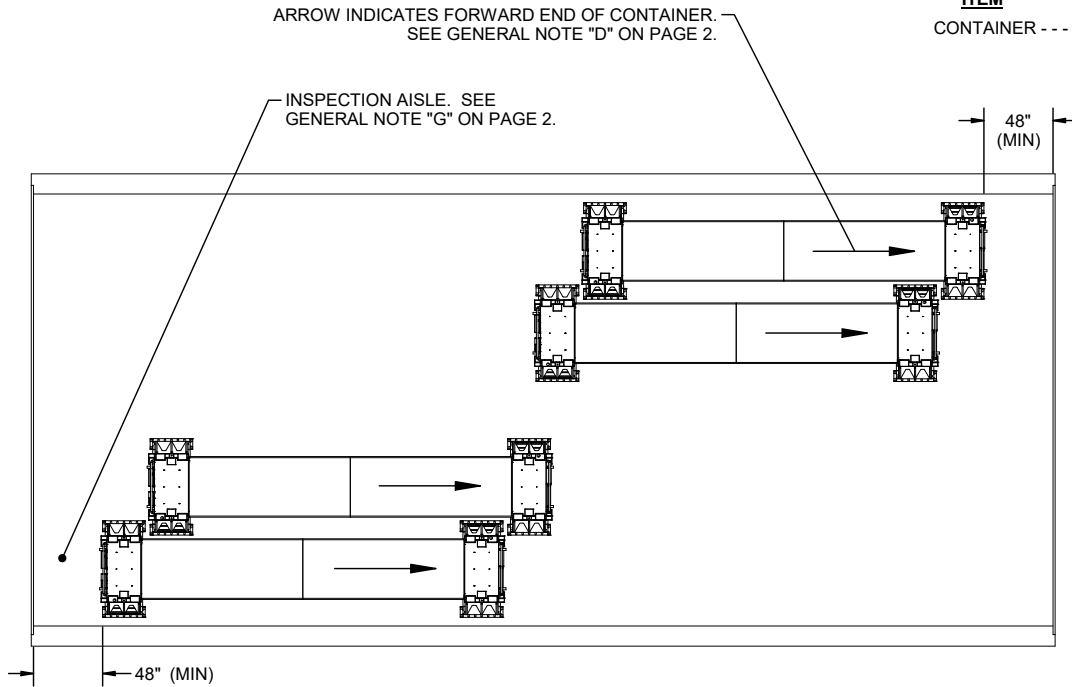 ITEM
CONTAINER - - -
ARROW INDICATES FORWARD END OF CONTAINER.
SEE GENERAL NOTE "D" ON PAGE 2.
INSPECTION AISLE. SEE
GENERAL NOTE "G" ON PAGE 2.
48"
(MIN)
48" (MIN)